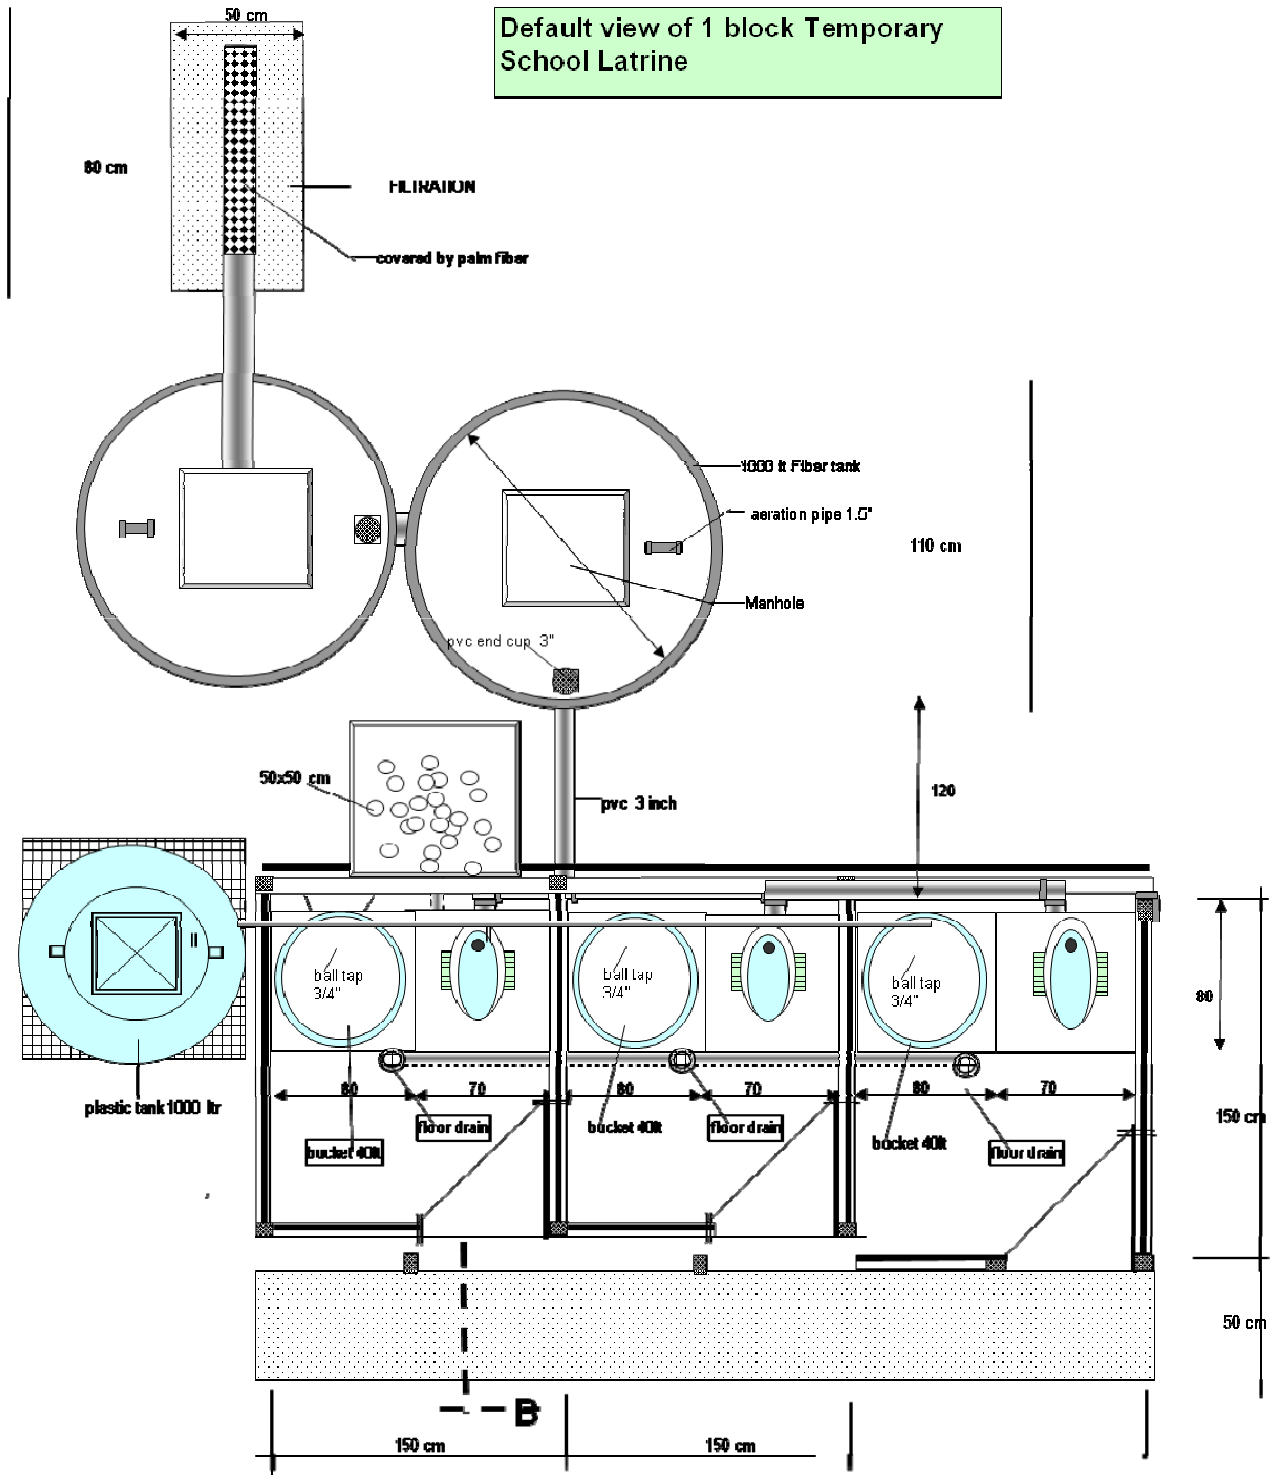 50 cm
Default view of 1 block Temporary
School Latrine
60 cm
FILTRATION
covered by palm fiber
1000 lt Fiber tank
aeration pipe 1.5"
110 cm
Manhole
pvc end cup 3"
50x50 cm
pvc 3 inch
120
ball tap
3/4"
ball tap
3/4"
ball tap
3/4"
80
plastic tank 1000 ltr
80
70
80
70
80
70
150 cm
floor drain
bucket 40lt
bucket 40lt
floor drain
bucket 40lt
floor drain
50 cm
B
150 cm
150 cm